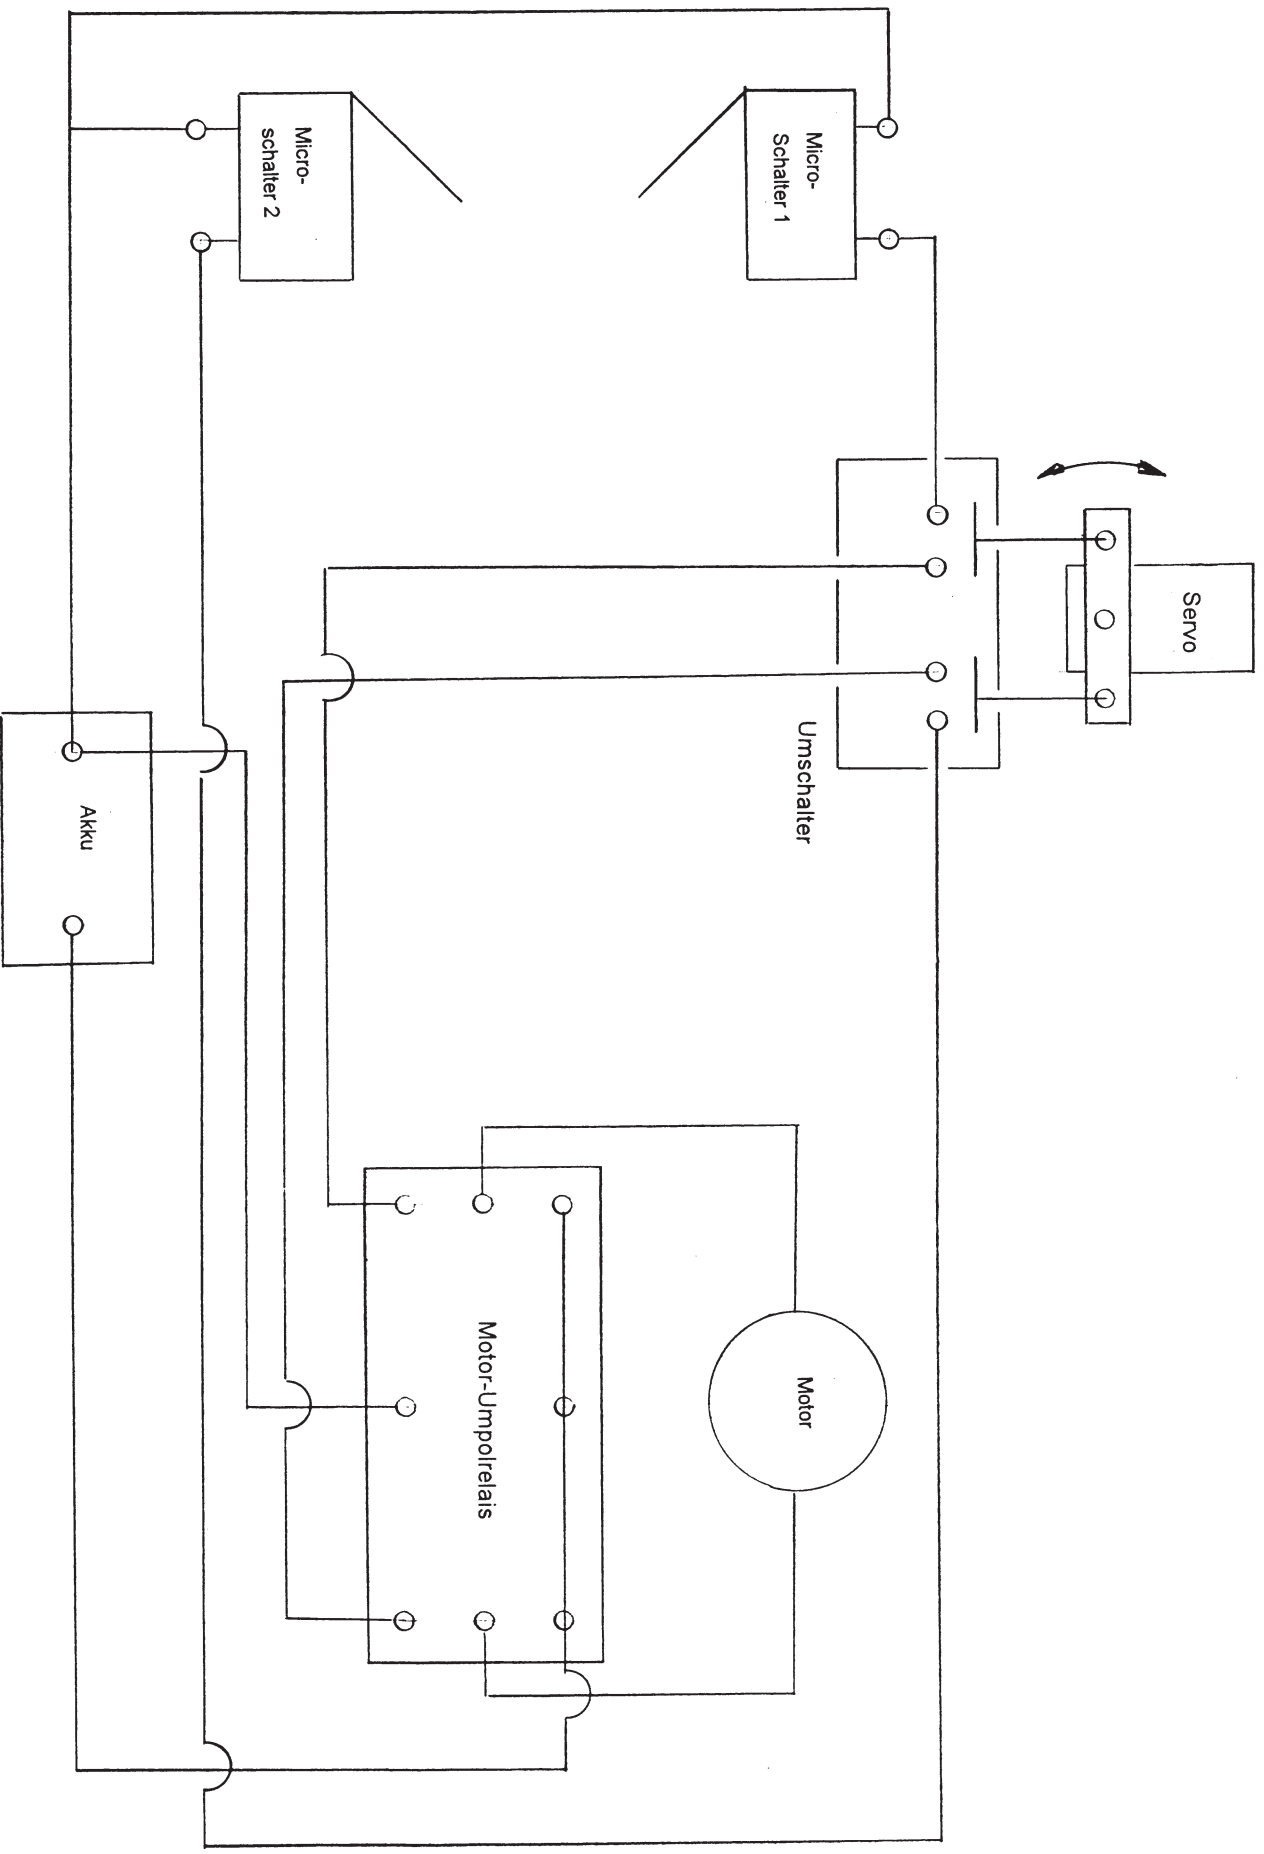 Servo
Umschalter
Micro-
Schalter 1
Motor
Motor-Umpolrelais
Micro-
schalter 2
Akku